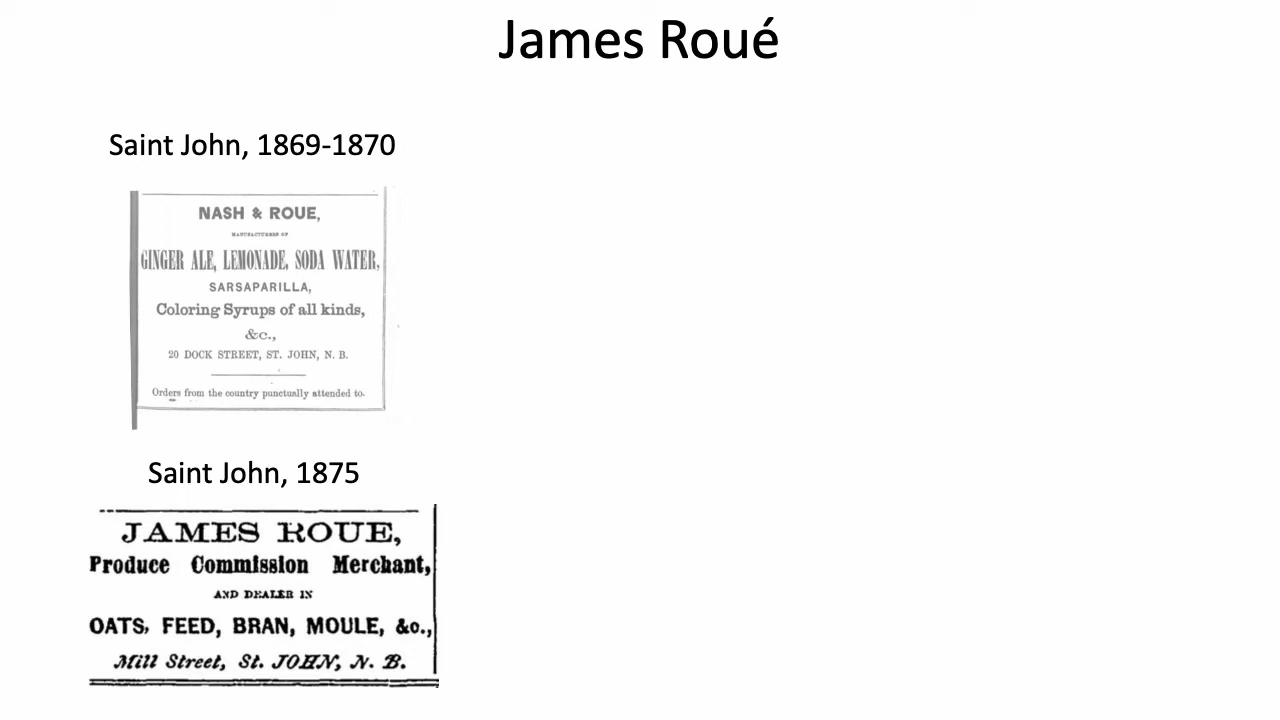 James Roué
Saint John, 1869-1870
NASH & ROUE,
MANUFACTURERS OF
GINGER ALE, LEMONADE, SODA WATER,
SARSAPARILLA,
Coloring Syrups of all kinds,
&c.,
20 DOCK STREET, ST. JOHN, N. B.
Orders from the country punctually attended to.
Saint John, 1875
JAMES ROUE,
Produce Commission Merchant,
AND DEALER IN
OATS, FEED, BRAN, MOULE, &c.,
Mill Street, St. JOHN, N. B.